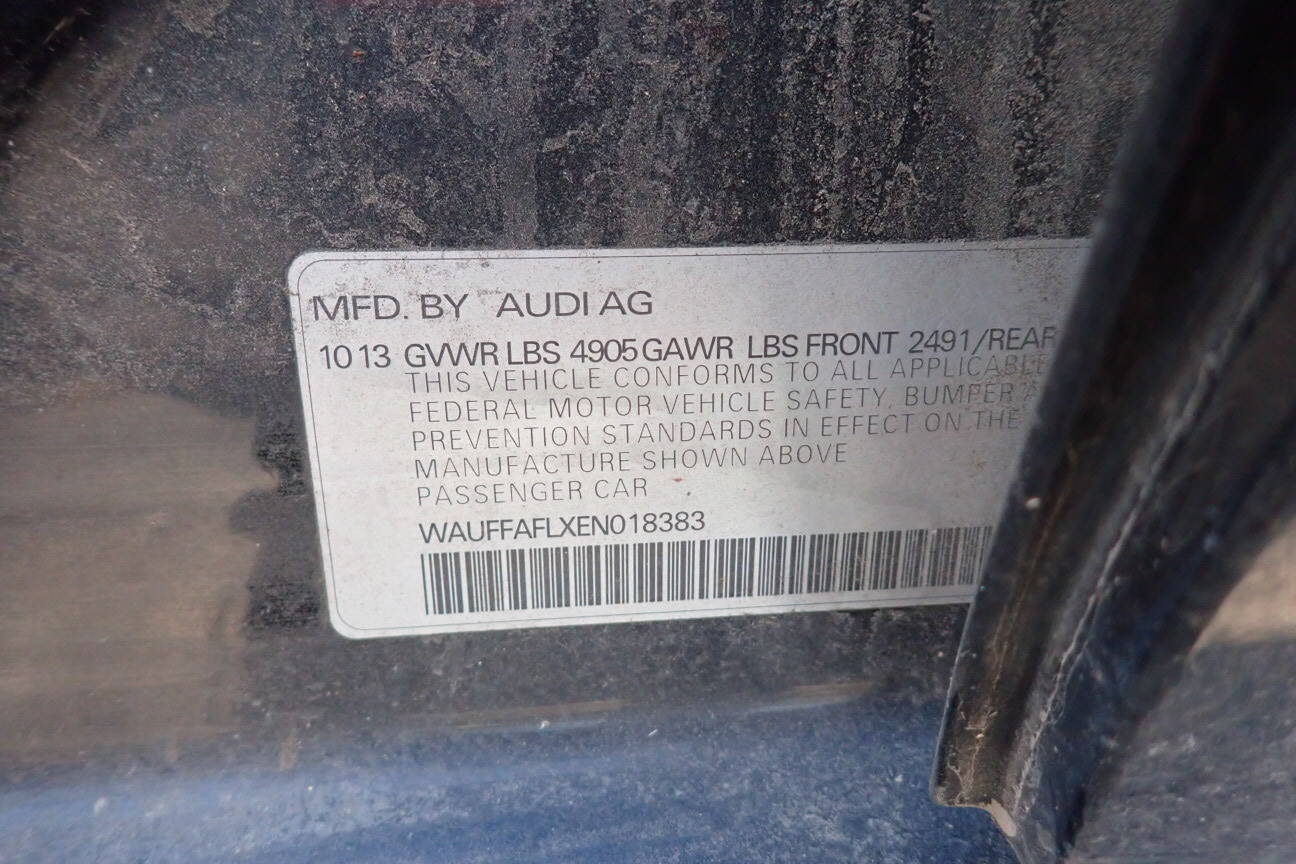 MFD. BY AUDI AG
10 13 GVWR LBS 4905 GAWR LBS FRONT 2491/REAR
THIS VEHICLE CONFORMS TO ALL APPLICABLE
FEDERAL MOTOR VEHICLE SAFETY, BUMPER
PREVENTION STANDARDS IN EFFECT ON THE
MANUFACTURE SHOWN ABOVE
PASSENGER CAR
WAUFFAFLXEN018383